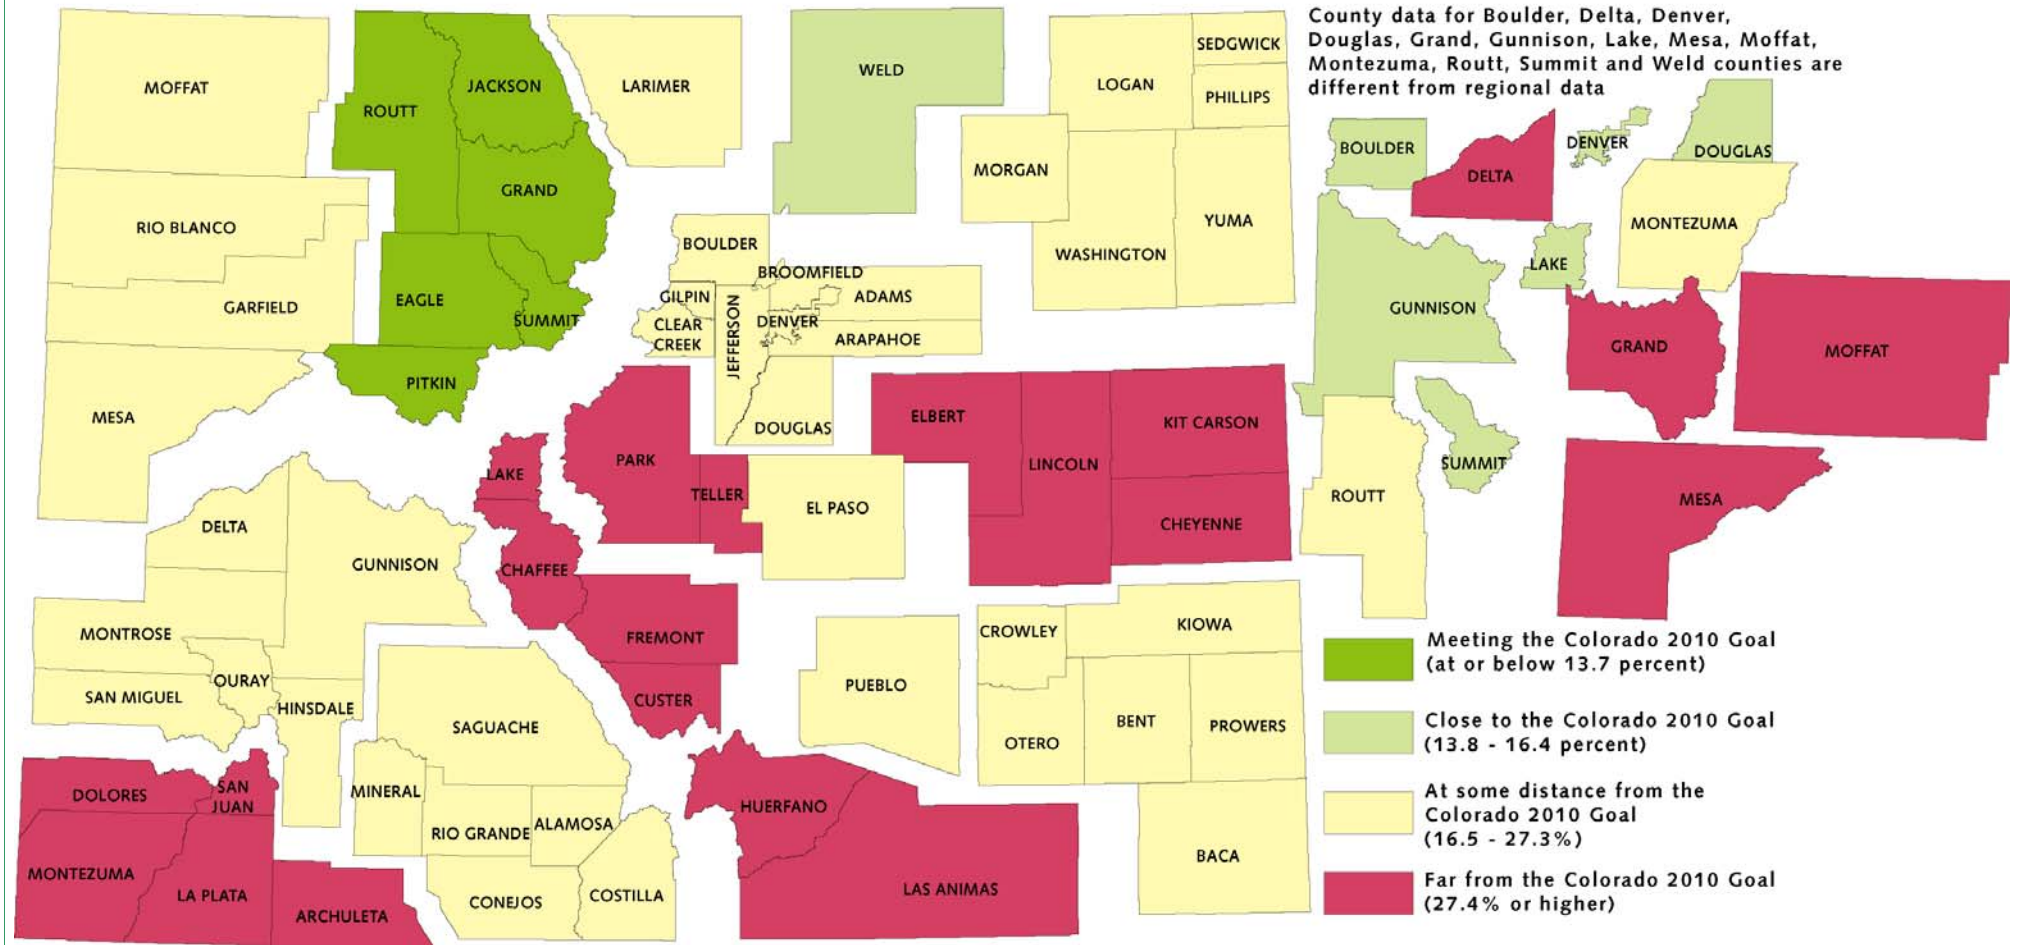 County data for Boulder, Delta, Denver,
Douglas, Grand, Gunnison, Lake, Mesa, Moffat,
Montezuma, Routt, Summit and Weld counties are
different from regional data
MOFFAT
ROUTT
JACKSON
LARIMER
WELD
LOGAN
SEDGWICK
PHILLIPS
MORGAN
WASHINGTON
YUMA
RIO BLANCO
GRAND
GARFIELD
EAGLE
SUMMIT
PITKIN
MESA
BOULDER
BROOMFIELD
GILPIN
ADAMS
CLEAR
CREEK
JEFFERSON
DENVER
ARAPAHOE
DOUGLAS
ELBERT
LINCOLN
KIT CARSON
CHEYENNE
LAKE
PARK
TELLER
EL PASO
CHAFFEE
FREMONT
CUSTER
DELTA
GUNNISON
MONTROSE
OURAY
SAN MIGUEL
HINSDALE
SAGUACHE
MINERAL
RIO GRANDE
ALAMOSA
CONEJOS
COSTILLA
DOLORES
SAN
JUAN
MONTEZUMA
LA PLATA
ARCHULETA
PUEBLO
CROWLEY
KIOWA
OTERO
BENT
PROWERS
BACA
HUERFANO
LAS ANIMAS
BOULDER
DELTA
DENVER
DOUGLAS
MONTEZUMA
GUNNISON
LAKE
GRAND
MOFFAT
SUMMIT
ROUTT
MESA
Meeting the Colorado 2010 Goal
(at or below 13.7 percent)
Close to the Colorado 2010 Goal
(13.8 - 16.4 percent)
At some distance from the
Colorado 2010 Goal
(16.5 - 27.3%)
Far from the Colorado 2010 Goal
(27.4% or higher)